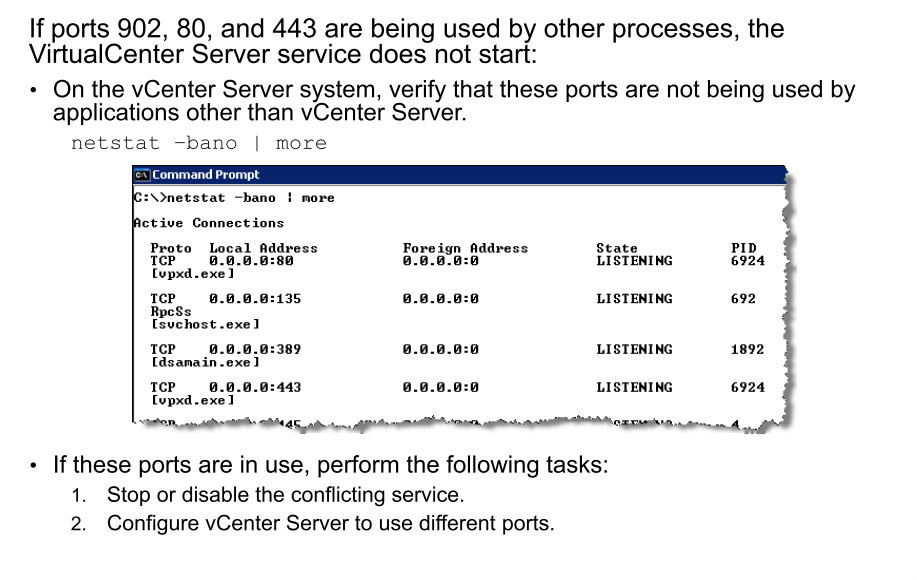 If ports 902, 80, and 443 are being used by other processes, the
VirtualCenter Server service does not start:
• On the vCenter Server system, verify that these ports are not being used by
applications other than vCenter Server.
netstat –bano | more
Command Prompt
C:\>netstat -bano | more
Active Connections
Proto Local Address Foreign Address State PID
TCP 0.0.0.0:80 0.0.0.0:0 LISTENING 6924
[vpxd.exe]
TCP 0.0.0.0:135 0.0.0.0:0 LISTENING 692
RpcSs
[svchost.exe]
TCP 0.0.0.0:389 0.0.0.0:0 LISTENING 1892
[dsamain.exe]
TCP 0.0.0.0:443 0.0.0.0:0 LISTENING 6924
[vpxd.exe]
• If these ports are in use, perform the following tasks:
1. Stop or disable the conflicting service.
2. Configure vCenter Server to use different ports.